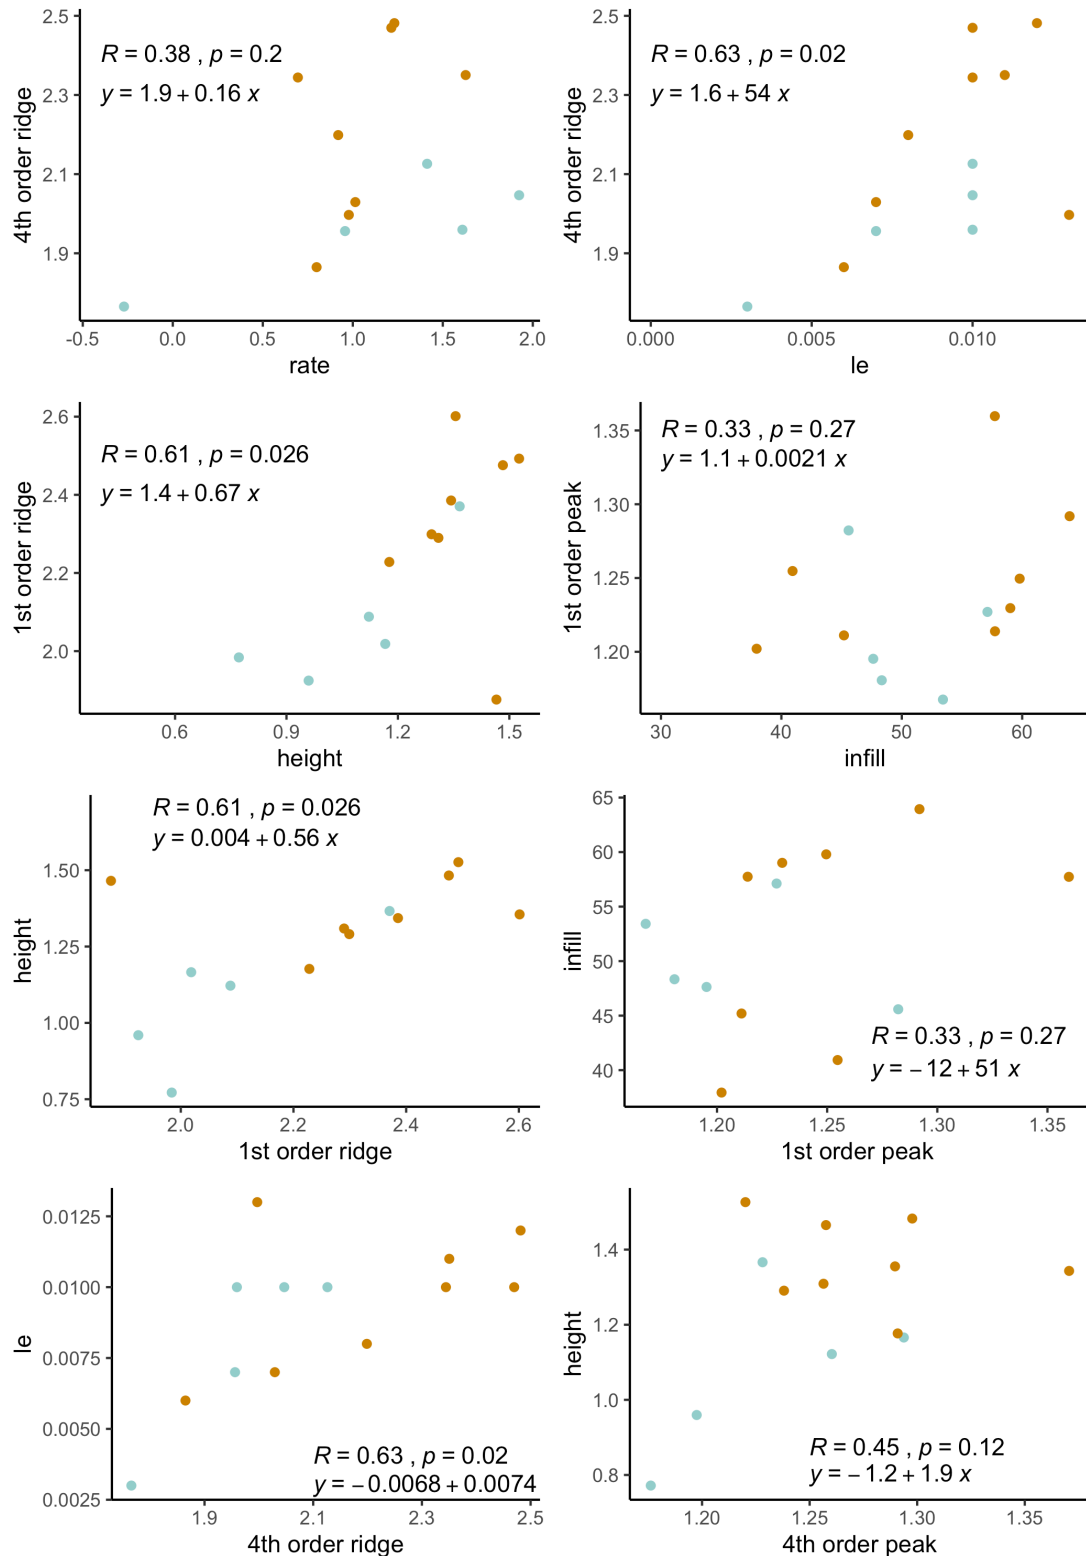 2.5
2.3
2.1
1.9
4th order ridge
R = 0.38 , p = 0.2
y = 1.9 + 0.16 x
-0.5 0.0 0.5 1.0 1.5 2.0
rate
2.5
2.3
2.1
1.9
4th order ridge
R = 0.63 , p = 0.02
y = 1.6 + 54 x
0.000 0.005 0.010
le
2.6
2.4
2.2
2.0
1st order ridge
R = 0.61 , p = 0.026
y = 1.4 + 0.67 x
0.6 0.9 1.2 1.5
height
1.35
1.30
1.25
1.20
1st order peak
R = 0.33 , p = 0.27
y = 1.1 + 0.0021 x
30 40 50 60
infill
1.50
1.25
1.00
0.75
height
R = 0.61 , p = 0.026
y = 0.004 + 0.56 x
2.0 2.2 2.4 2.6
1st order ridge
65
60
55
50
45
40
infill
R = 0.33 , p = 0.27
y = − 12 + 51 x
1.20 1.25 1.30 1.35
1st order peak
0.0125
0.0100
0.0075
0.0050
0.0025
le
R = 0.63 , p = 0.02
y = − 0.0068 + 0.0074
1.9 2.1 2.3 2.5
4th order ridge
1.4
1.2
1.0
0.8
height
R = 0.45 , p = 0.12
y = − 1.2 + 1.9 x
1.20 1.25 1.30 1.35
4th order peak